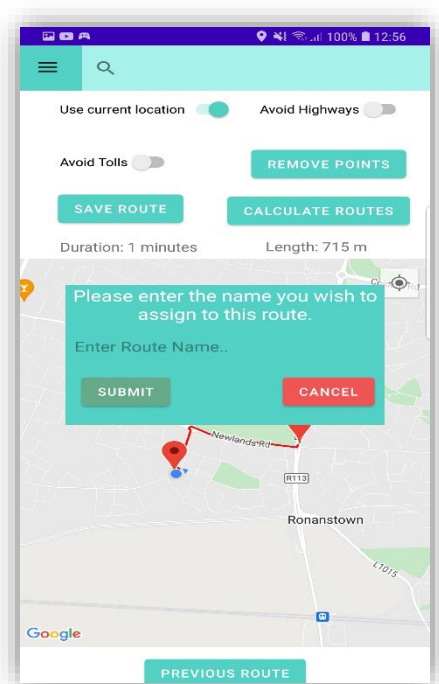 100% 12:56
Use current location
Avoid Highways
Avoid Tolls
REMOVE POINTS
SAVE ROUTE
CALCULATE ROUTES
Duration: 1 minutes
Length: 715 m
Please enter the name you wish to
assign to this route.
Enter Route Name..
SUBMIT
CANCEL
Newlands Rd
R113
Ronanstown
L1015
Google
PREVIOUS ROUTE